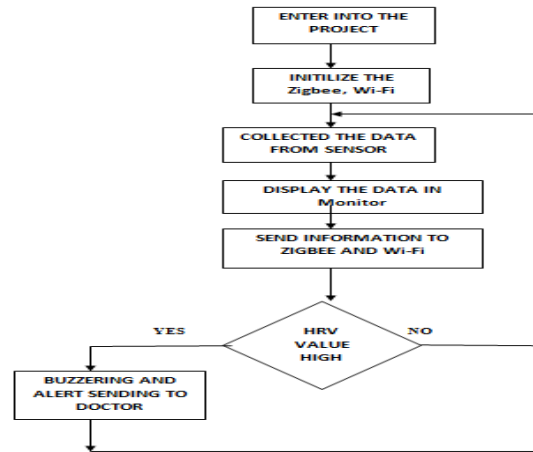 ENTER INTO THE
PROJECT
INITILIZE THE
Zigbee, Wi-Fi
COLLECTED THE DATA
FROM SENSOR
DISPLAY THE DATA IN
Monitor
SEND INFORMATION TO
ZIGBEE AND Wi-Fi
YES
HRV
VALUE
HIGH
NO
BUZZERING AND
ALERT SENDING TO
DOCTOR